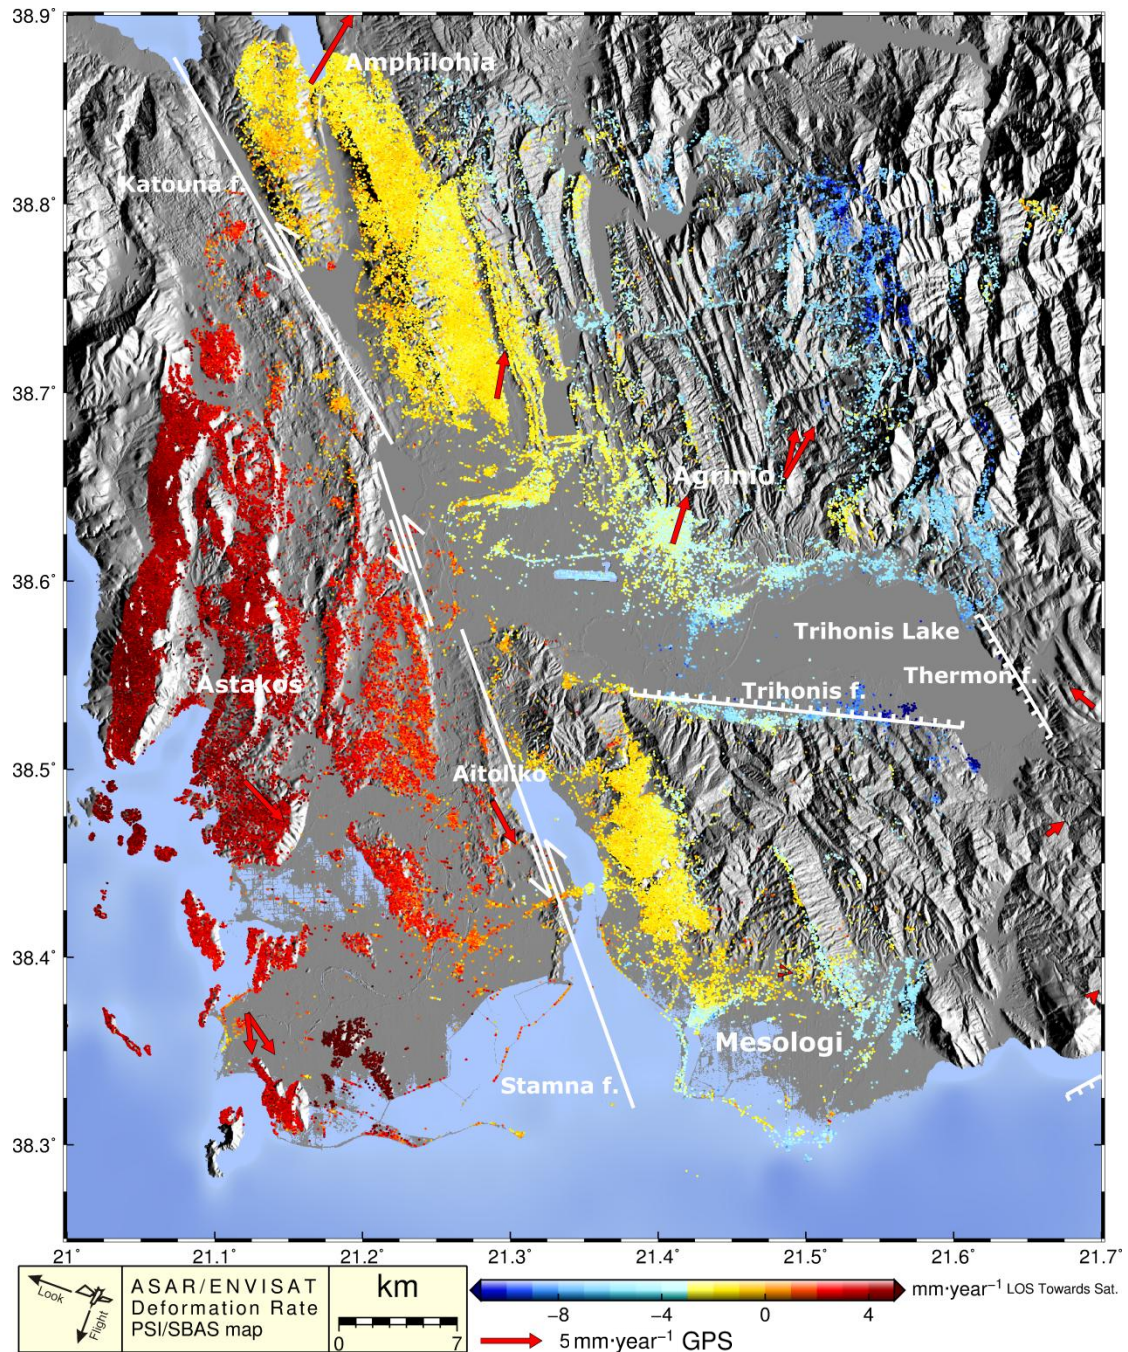 38.9˚
Amphilohia
Katouna f.
38.8˚
38.7˚
Agrinio
38.6˚
Trihonis Lake
Thermon f.
Trihonis f.
Astakos
38.5˚
Aitoliko
38.4˚
Mesologi
Stamna f.
38.3˚
21˚ 21.1˚ 21.2˚ 21.3˚ 21.4˚ 21.5˚ 21.6˚ 21.7˚
Look
Flight
ASAR/ENVISAT
Deformation Rate
PSI/SBAS map
km
0 7
−8 −4 0 4
mm·year⁻¹ LOS Towards Sat.
5 mm·year⁻¹ GPS